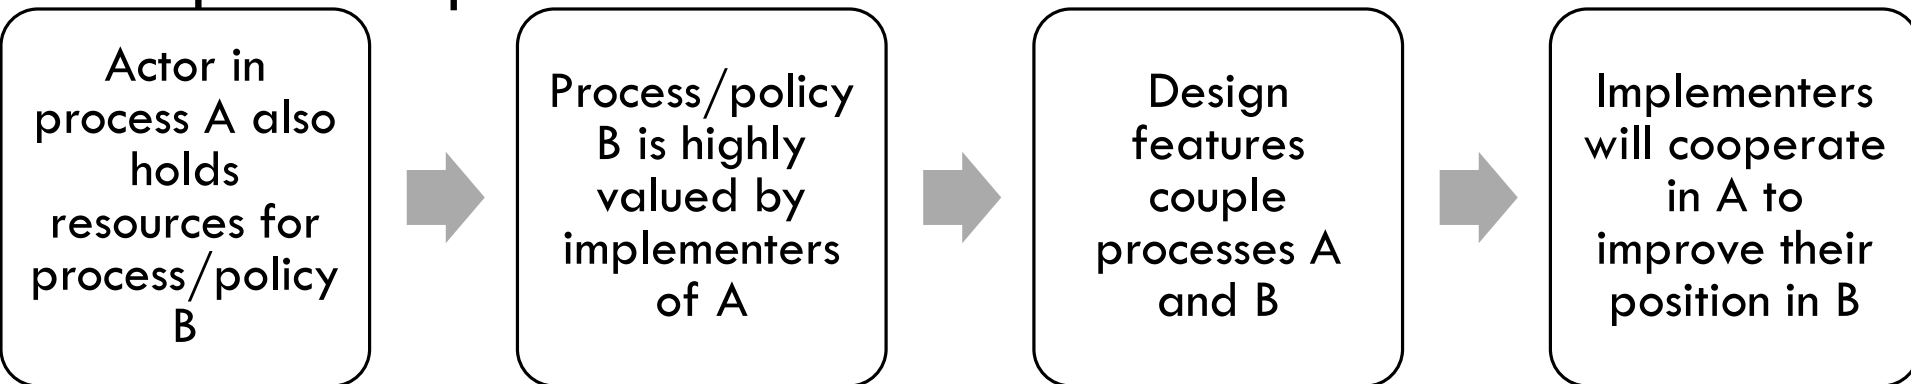 Actor in
process A also
holds
resources for
process/policy
B
Process/policy
B is highly
valued by
implementers
of A
Design
features
couple
processes A
and B
Implementers
will cooperate
in A to
improve their
position in B